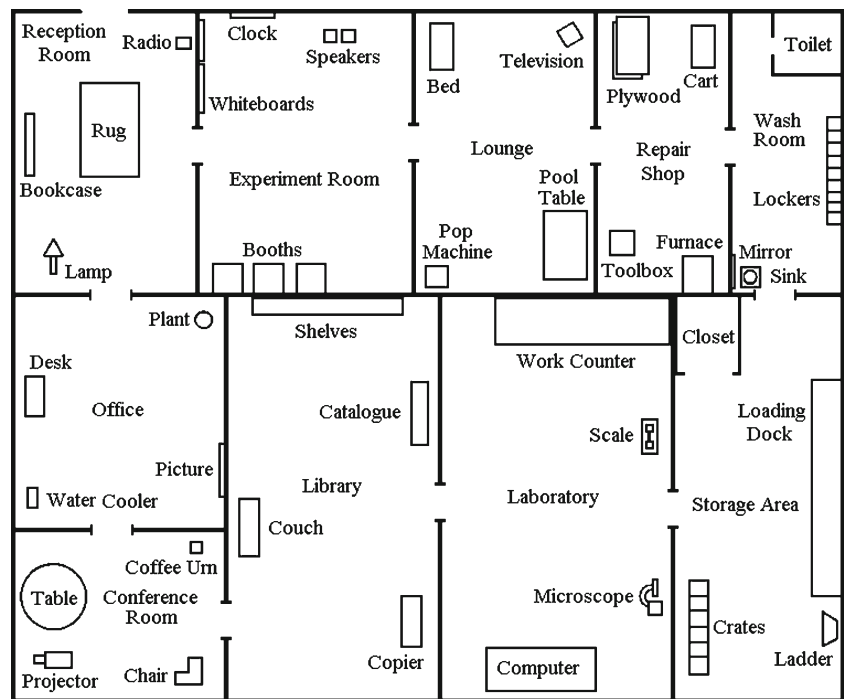 Reception
Room
Radio
Rug
Bookcase
Lamp
Clock
Speakers
Whiteboards
Experiment Room
Booths
Bed
Television
Lounge
Pool
Table
Pop
Machine
Plywood
Cart
Repair
Shop
Toolbox
Furnace
Toilet
Wash
Room
Lockers
Mirror
Sink
Plant
Desk
Office
Picture
Water Cooler
Shelves
Catalogue
Library
Couch
Copier
Work Counter
Scale
Laboratory
Microscope
Computer
Closet
Loading
Dock
Storage Area
Crates
Ladder
Coffee Urn
Table
Conference
Room
Projector
Chair